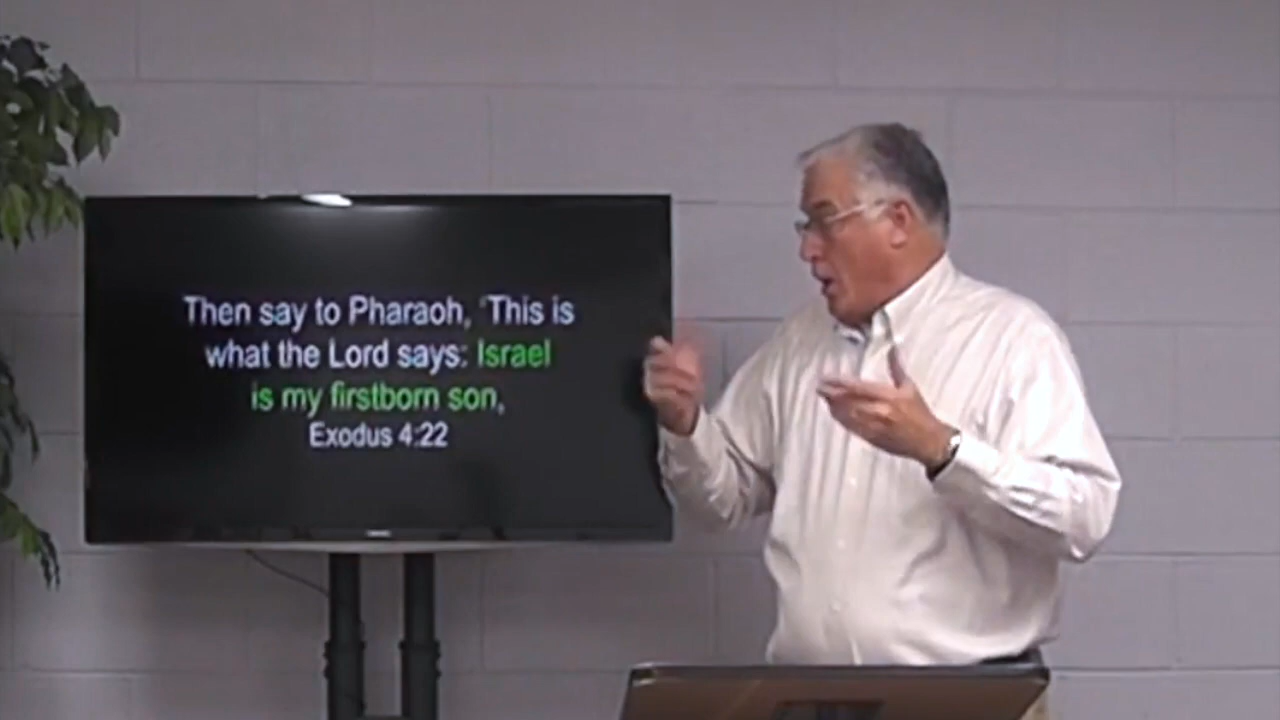 Then say to Pharaoh, 'This is
what the Lord says: Israel
is my firstborn son,
Exodus 4:22